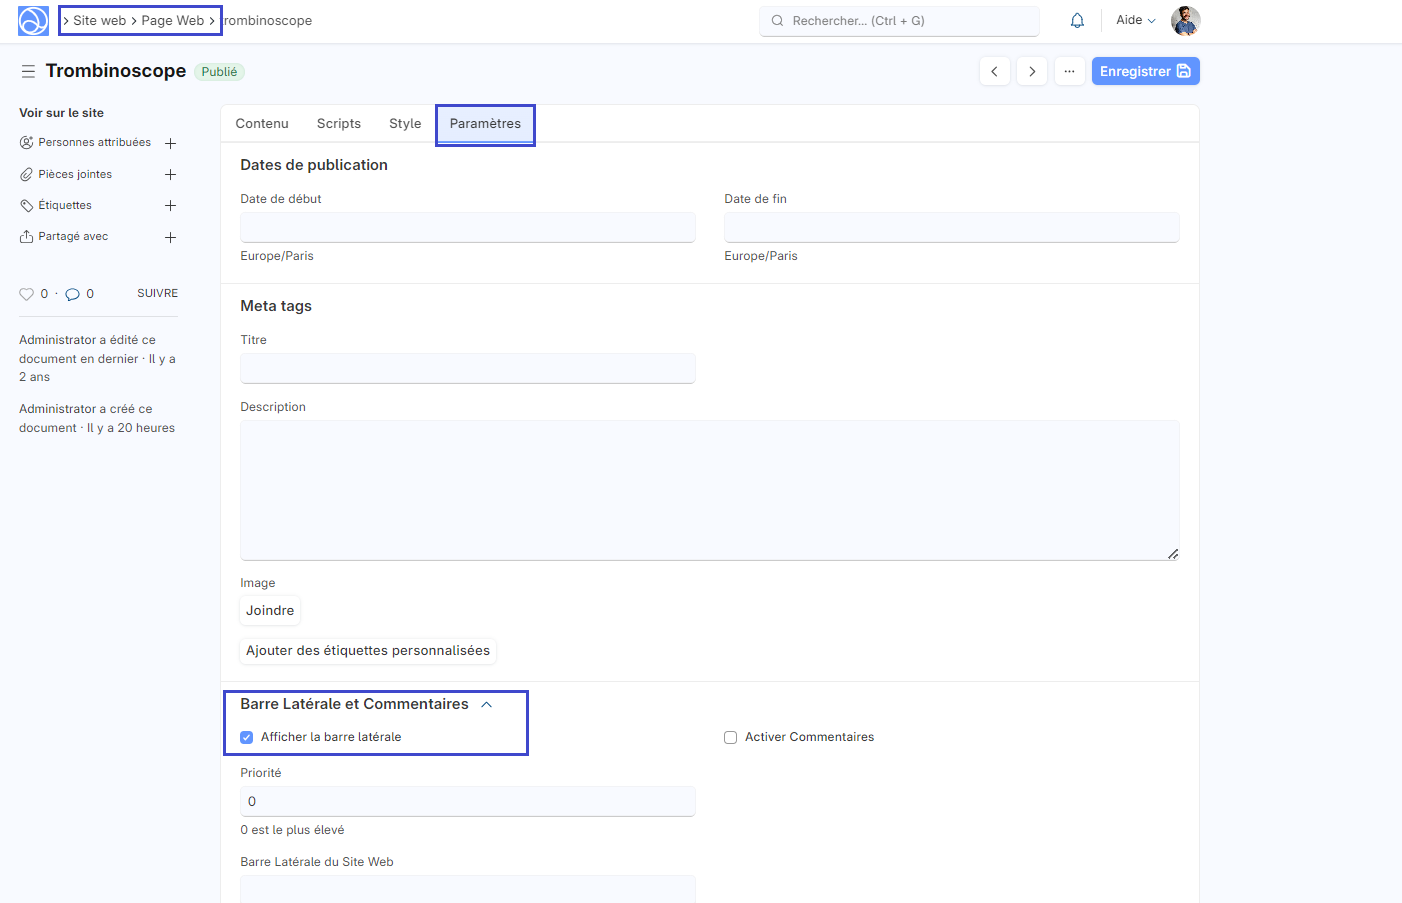 Site web Page Web trombinoscope
Rechercher... (Ctrl + G)
Aide
Trombinoscope
Publié
Enregistrer
Voir sur le site
Personnes attribuées
Pièces jointes
Étiquettes
Partagé avec
0 · 0 SUIVRE
Administrator a édité ce
document en dernier · Il y a
2 ans
Administrator a créé ce
document · Il y a 20 heures
Contenu Scripts Style Paramètres
Dates de publication
Date de début
Europe/Paris
Date de fin
Europe/Paris
Meta tags
Titre
Description
Image
Joindre
Ajouter des étiquettes personnalisées
Barre Latérale et Commentaires
Afficher la barre latérale
Activer Commentaires
Priorité
0
0 est le plus élevé
Barre Latérale du Site Web